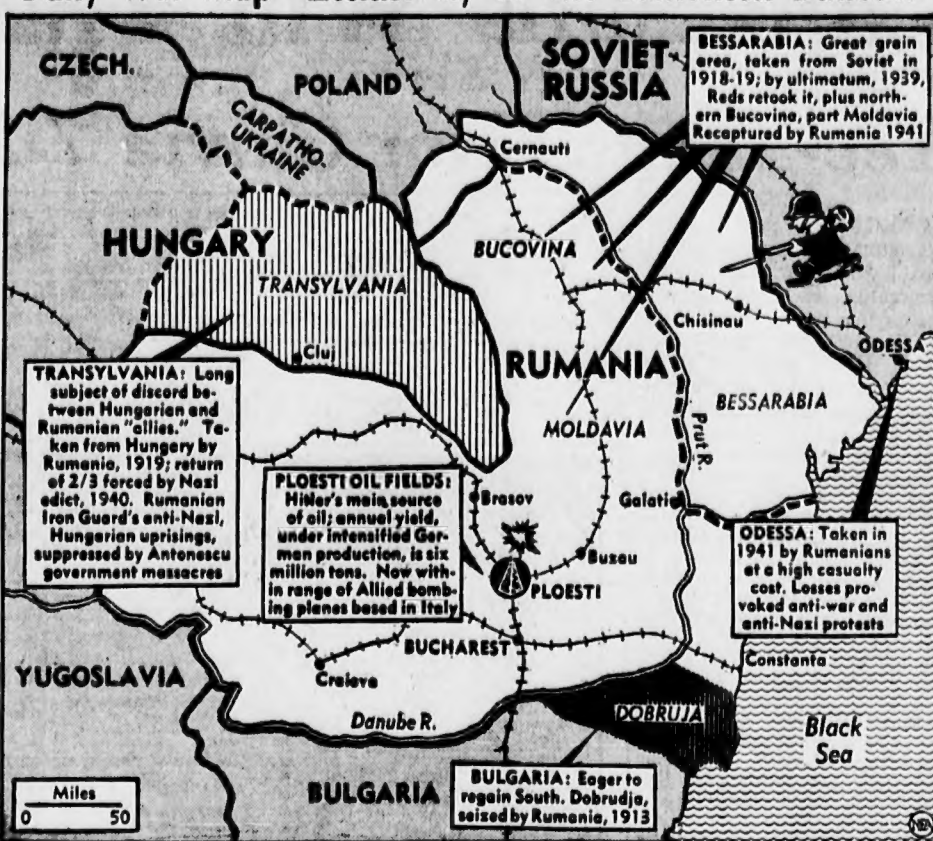 CZECH.
POLAND
SOVIET
RUSSIA
BESSARABIA: Great grain
area, taken from Soviet in
1918-19; by ultimatum, 1939,
Reds retook it, plus north-
ern Bucovina, part Moldavia
Recaptured by Rumania 1941
CARPATHO-
UKRAINE
Cernauti
HUNGARY
BUCOVINA
TRANSYLVANIA
Chisinau
ODESSA
Cluj
RUMANIA
BESSARABIA
MOLDAVIA
Prut R.
TRANSYLVANIA: Long
subject of discord be-
tween Hungarian and
Rumanian "allies." Ta-
ken from Hungary by
Rumania, 1919; return
of 2/3 forced by Nazi
edict, 1940. Rumanian
Iron Guard's anti-Nazi,
Hungarian uprisings,
suppressed by Antonescu
government massacres
PLOESTI OIL FIELDS:
Hitler's main source
of oil; annual yield,
under intensified Ger-
man production, is six
million tons. Now with-
in range of Allied bomb-
ing planes based in Italy
Brasov
Galati
Buzau
PLOESTI
ODESSA: Taken in
1941 by Rumanians
at a high casualty
cost. Losses pro-
voked anti-war and
anti-Nazi protests
BUCHAREST
Constanta
YUGOSLAVIA
Craiova
Danube R.
DOBRUJA
Black
Sea
BULGARIA
BULGARIA: Eager to
regain South. Dobrudja,
seized by Rumania, 1913
Miles
0 50
NEA